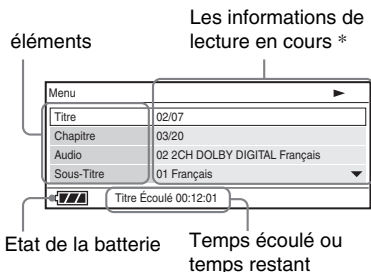 Les informations de
lecture en cours *
éléments
Menu
Titre 02/07
Chapitre 03/20
Audio 02 2CH DOLBY DIGITAL Français
Sous-Titre 01 Français
Titre Écoulé 00:12:01
Etat de la batterie
Temps écoulé ou
temps restant